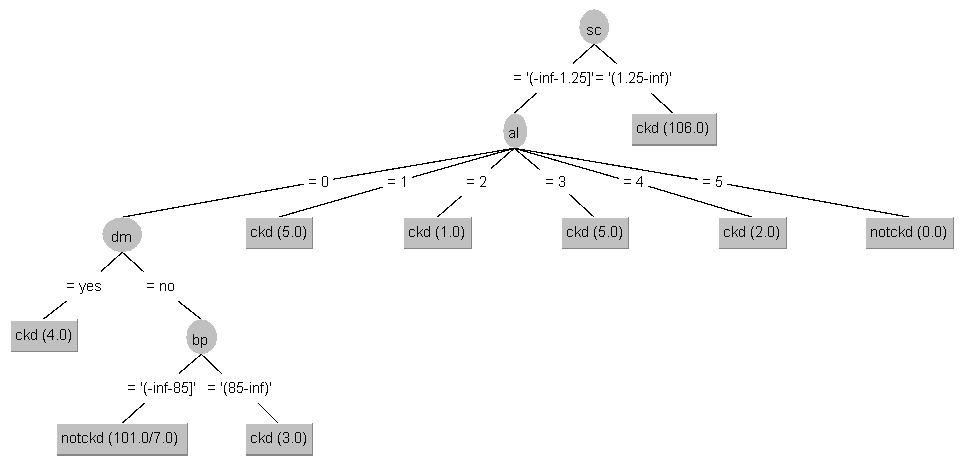 sc
= '(-inf-1.25]' = '(1.25-inf)'
al
ckd (106.0)
= 0 = 1 = 2 = 3 = 4 = 5
dm
ckd (5.0)
ckd (1.0)
ckd (5.0)
ckd (2.0)
notckd (0.0)
= yes = no
ckd (4.0)
bp
= '(-inf-85]' = '(85-inf)'
notckd (101.0/7.0)
ckd (3.0)